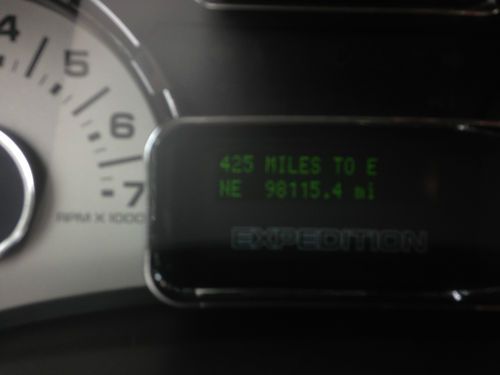 4
5
6
7
RPM X 1000
425 MILES TO E
NE 98115.4 mi
EXPEDITION